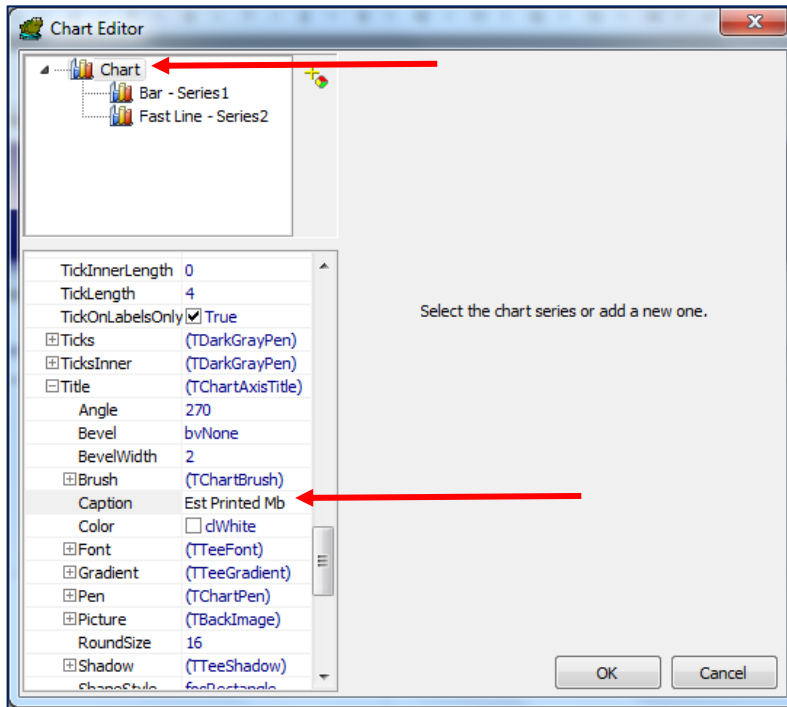 Chart Editor
Chart
Bar - Series1
Fast Line - Series2
TickInnerLength 0
TickLength 4
TickOnLabelsOnly True
Ticks (TDarkGrayPen)
TicksInner (TDarkGrayPen)
Title (TChartAxisTitle)
Angle 270
Bevel bvNone
BevelWidth 2
Brush (TChartBrush)
Caption Est Printed Mb
Color clWhite
Font (TTeeFont)
Gradient (TTeeGradient)
Pen (TChartPen)
Picture (TBackImage)
RoundSize 16
Shadow (TTeeShadow)
ShapeStyle fosRectangle
Select the chart series or add a new one.
OK Cancel